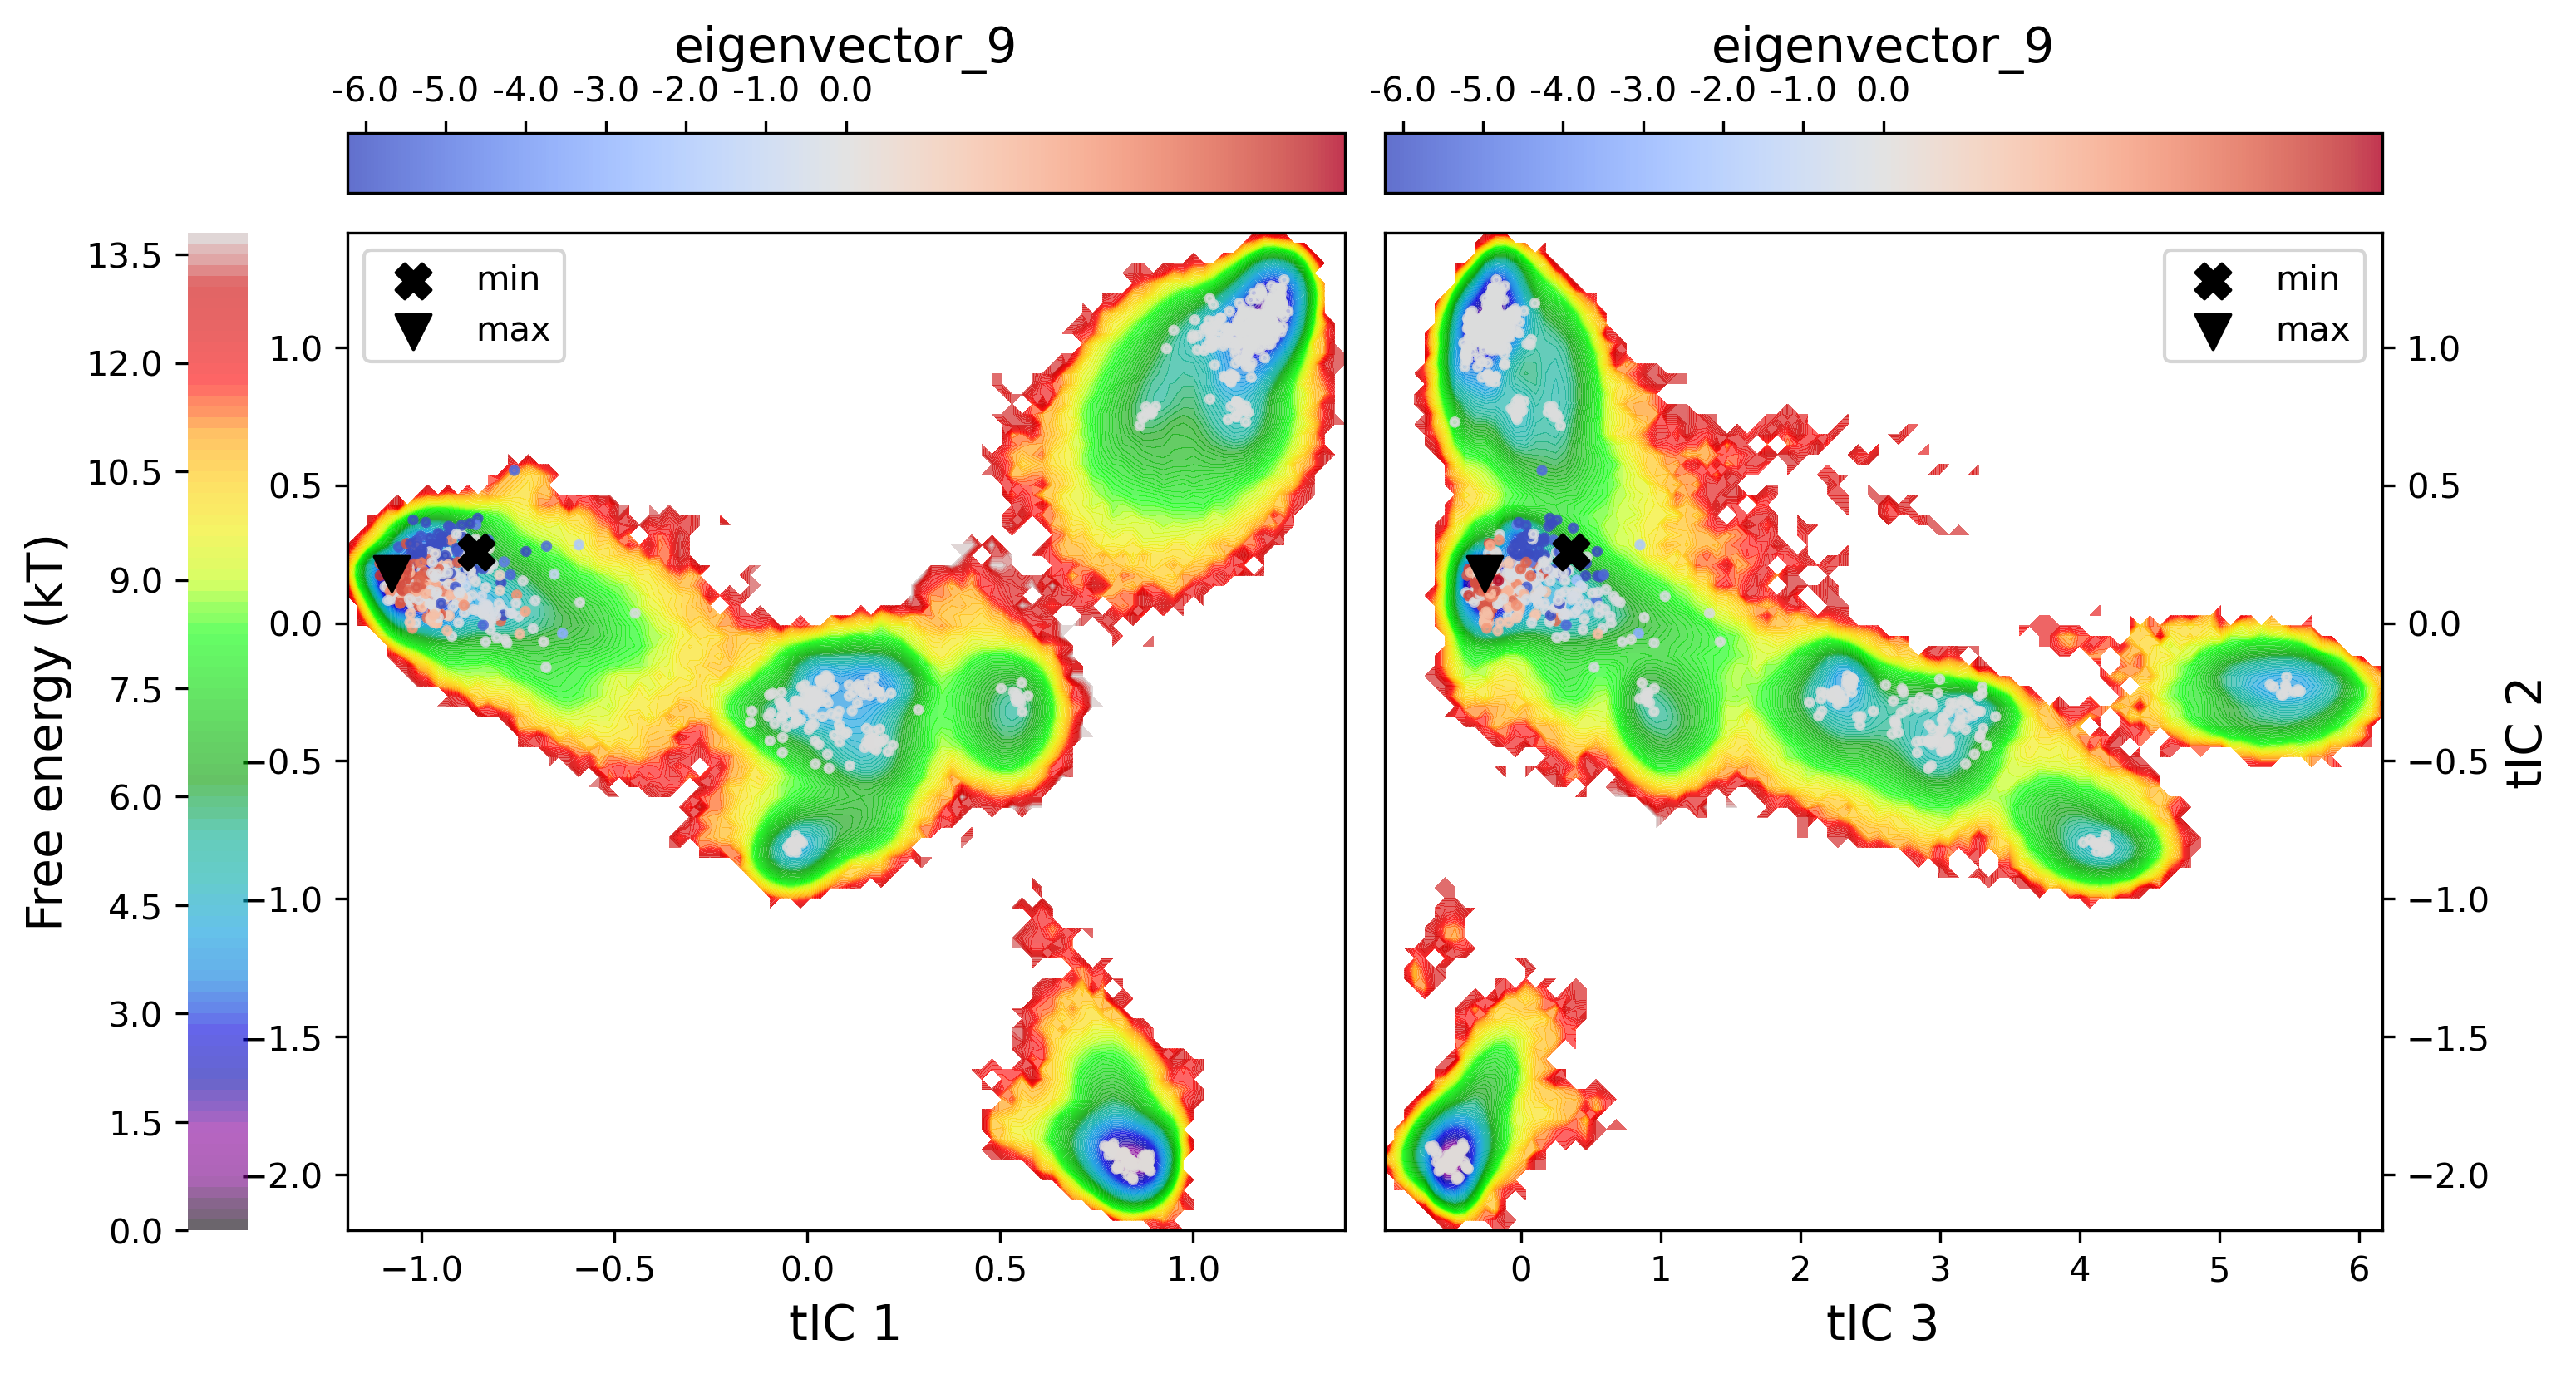 eigenvector_9 eigenvector_9
-6.0 -5.0 -4.0 -3.0 -2.0 -1.0 0.0 -6.0 -5.0 -4.0 -3.0 -2.0 -1.0 0.0
min
max
min
max
Free energy (kT)
13.5
12.0
10.5
9.0
7.5
6.0
4.5
3.0
1.5
0.0
1.0
0.5
0.0
−0.5
−1.0
−1.5
−2.0
1.0
0.5
0.0
−0.5
−1.0
−1.5
−2.0
tIC 2
−1.0 −0.5 0.0 0.5 1.0 0 1 2 3 4 5 6
tIC 1 tIC 3